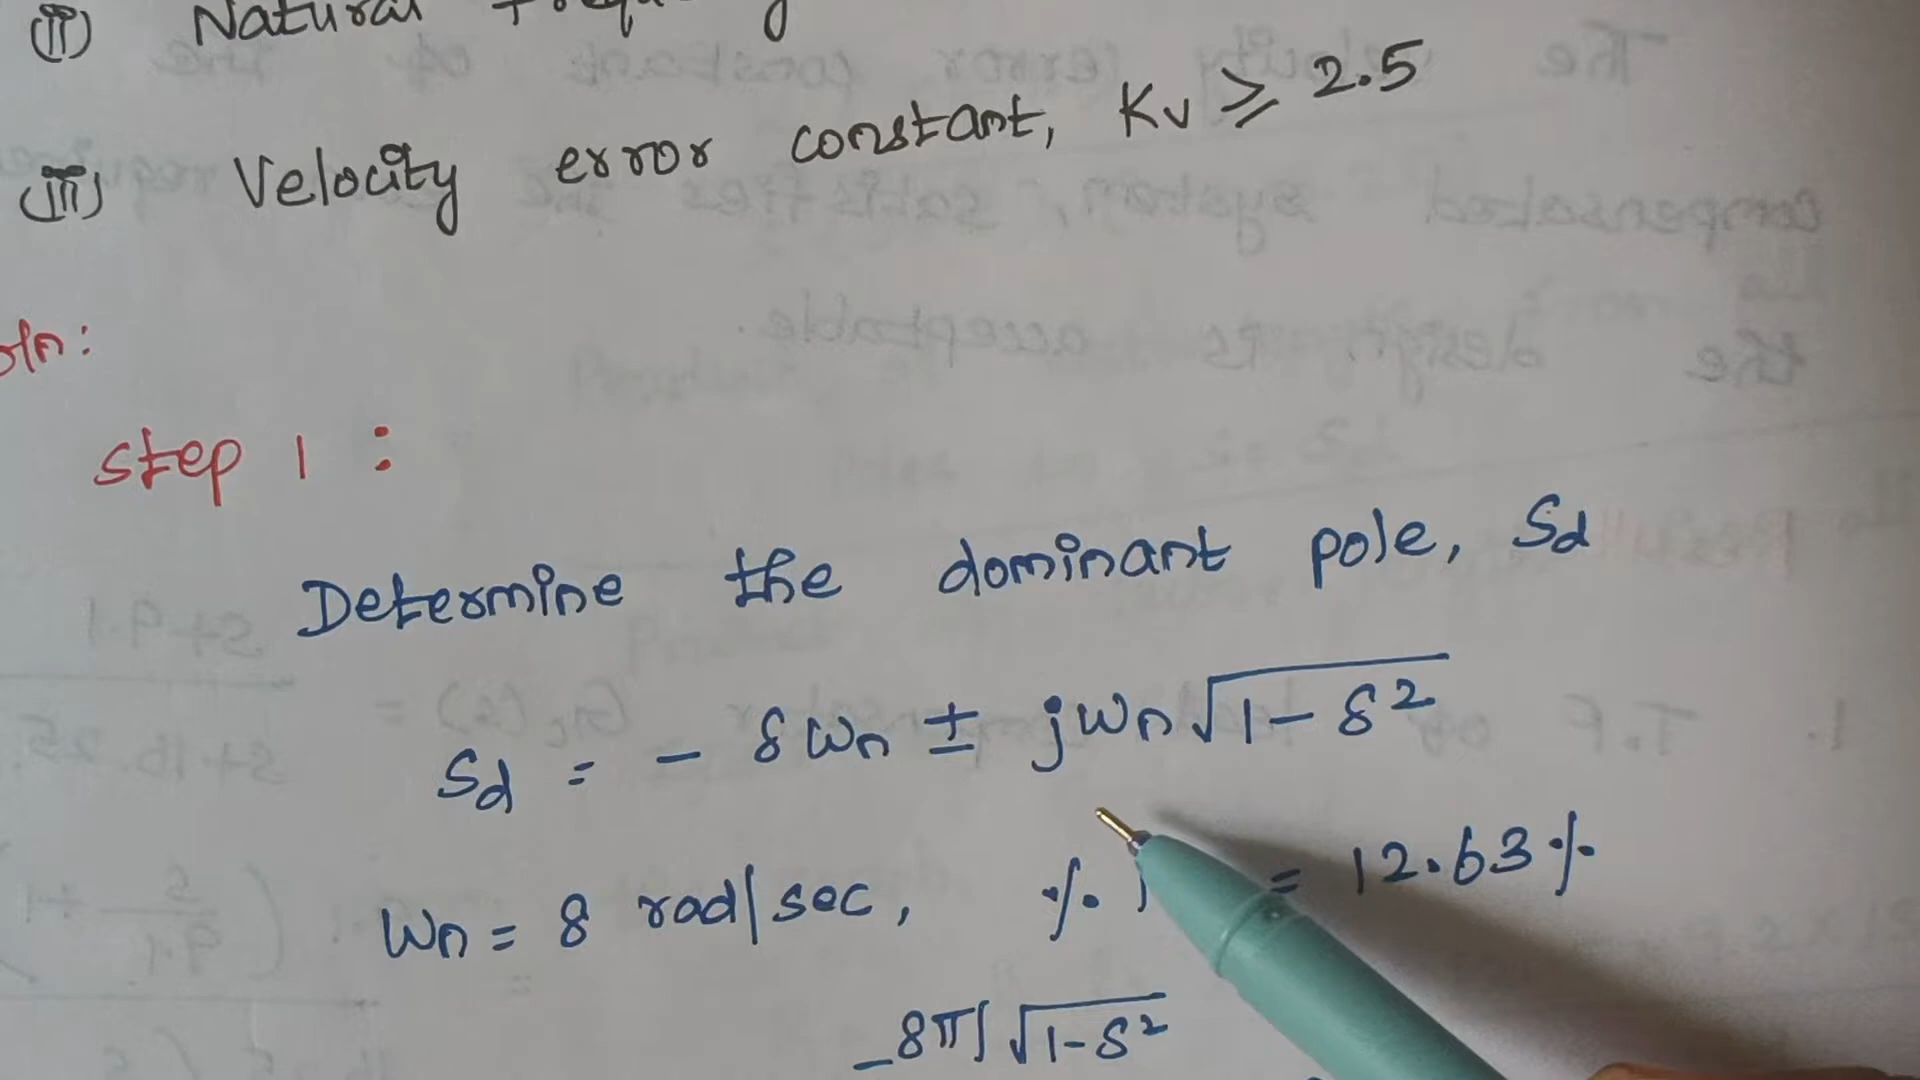 (ii) Natural
(iii) Velocity error constant, Kv ≥ 2.5
oln:
Step 1 :
Determine the dominant pole, Sd
Sd = - δωn ± jωn√1-δ²
ωn = 8 rad/sec, % = 12.63%
-δπ/√1-δ²